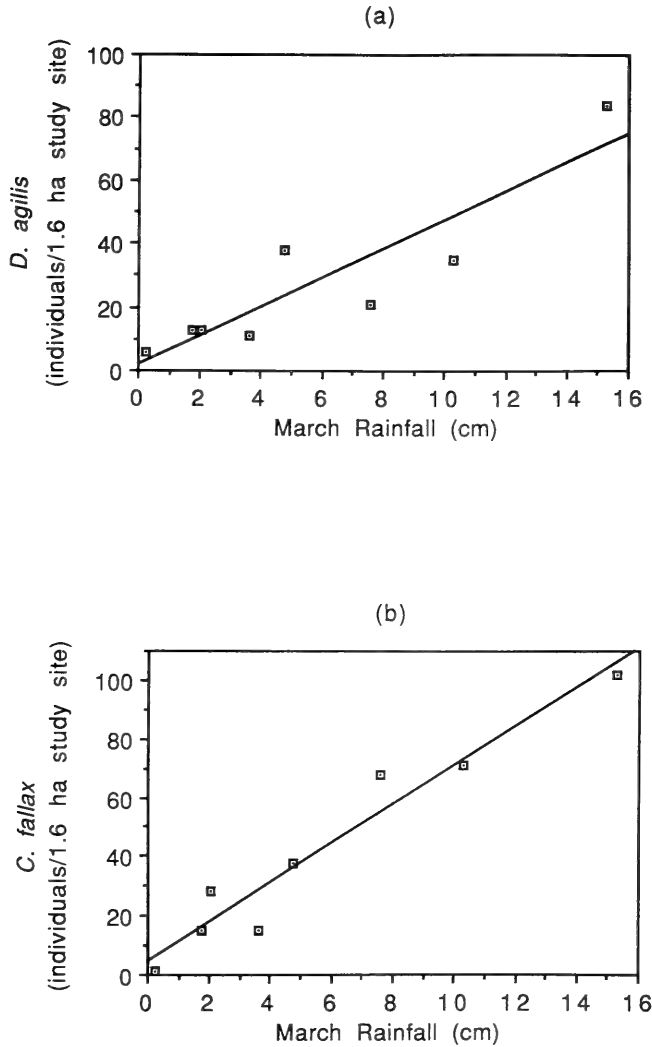 (a)
D. agilis
(individuals/1.6 ha study site)
100
80
60
40
20
0
0 2 4 6 8 10 12 14 16
March Rainfall (cm)
(b)
C. fallax
(individuals/1.6 ha study site)
100
80
60
40
20
0
0 2 4 6 8 10 12 14 16
March Rainfall (cm)